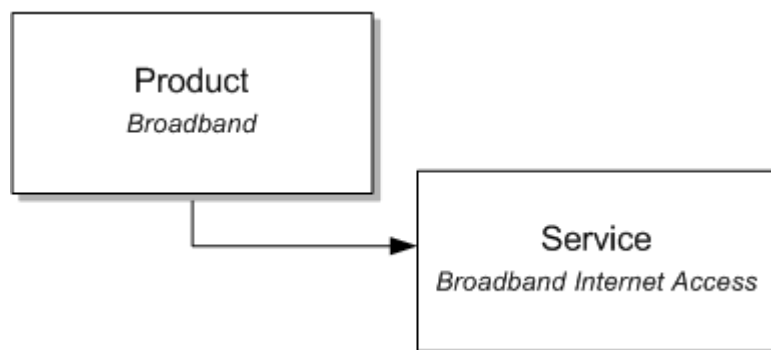 Product
Broadband
Service
Broadband Internet Access